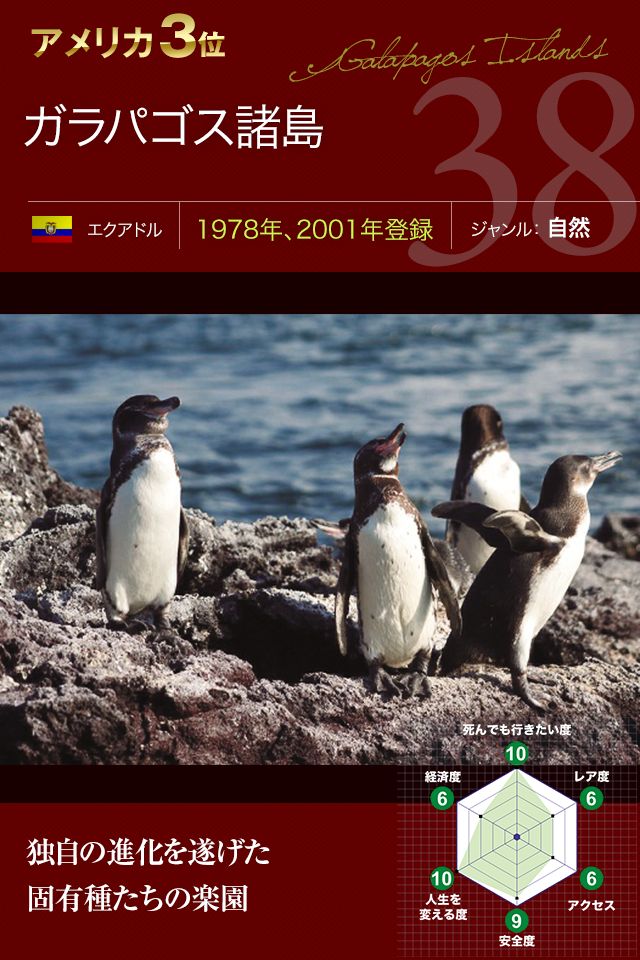 アメリカ3位
Galapagos Islands
38
ガラパゴス諸島
エクアドル
1978年、2001年登録
ジャンル：自然
死んでも行きたい度
10
経済度
6
レア度
6
10
人生を
変える度
6
アクセス
9
安全度
独自の進化を遂げた
固有種たちの楽園